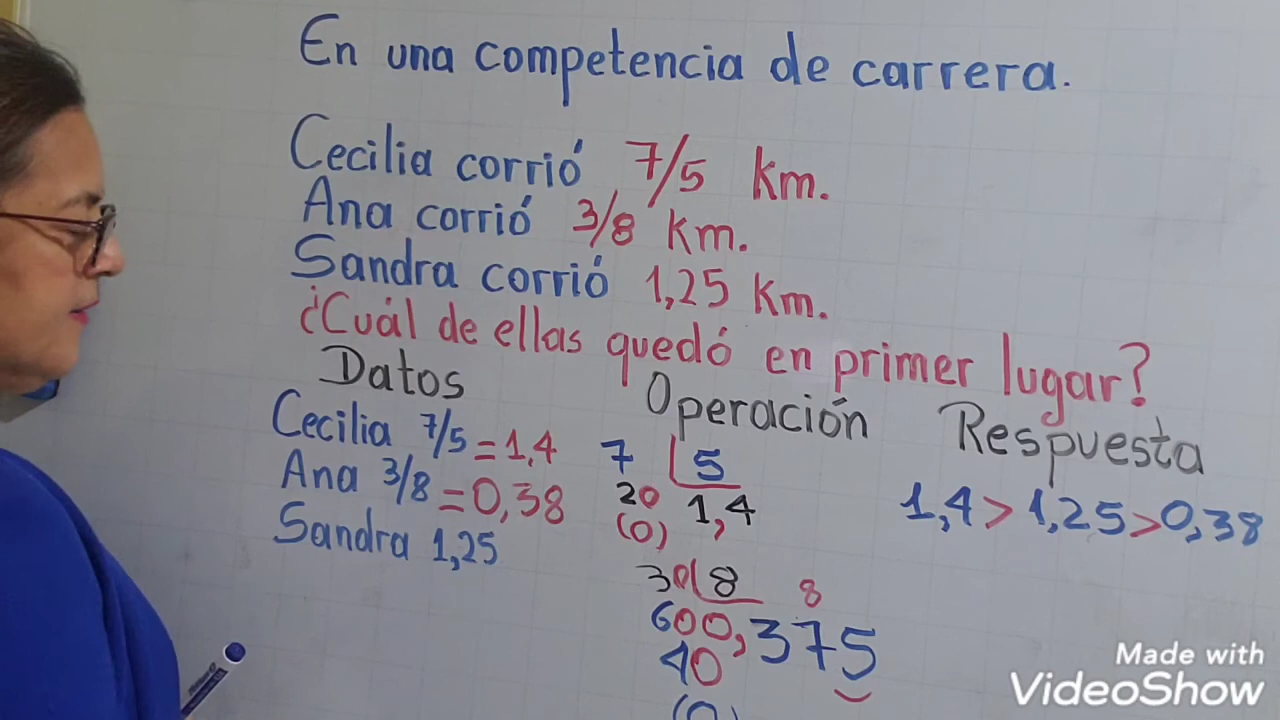 En una competencia de carrera.
Cecilia corrió 7/5 km.
Ana corrió 3/8 km.
Sandra corrió 1,25 km.
¿Cuál de ellas quedó en primer lugar?
Datos
Cecilia 7/5 = 1,4
Ana 3/8 = 0,38
Sandra 1,25
Operación
7 5
20 1,4
(0)
30 8 8
60 0,375
40
(0)
Respuesta
1,4 > 1,25 > 0,38
Made with
VideoShow